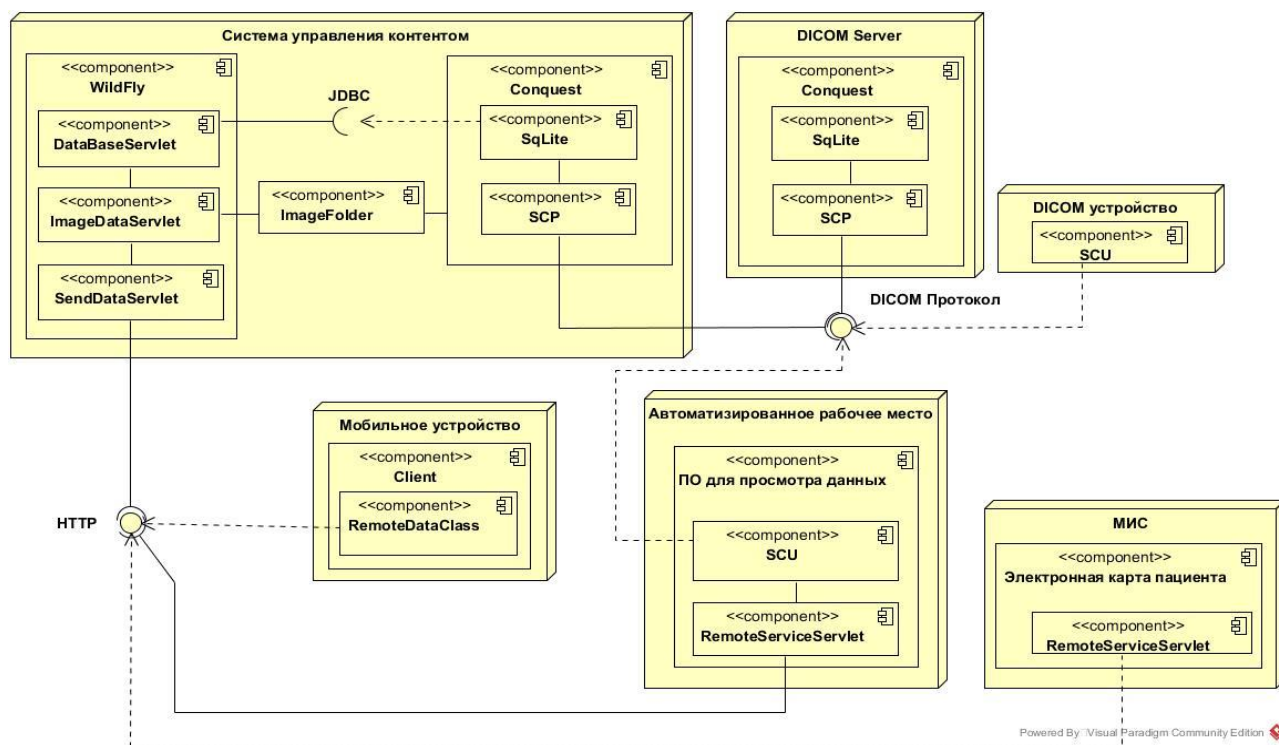 Система управления контентом
<<component>>
WildFly
<<component>>
DataBaseServlet
<<component>>
ImageDataServlet
<<component>>
SendDataServlet
JDBC
<<component>>
ImageFolder
<<component>>
Conquest
<<component>>
SqLite
<<component>>
SCP
DICOM Server
<<component>>
Conquest
<<component>>
SqLite
<<component>>
SCP
DICOM устройство
<<component>>
SCU
DICOM Протокол
HTTP
Мобильное устройство
<<component>>
Client
<<component>>
RemoteDataClass
Автоматизированное рабочее место
<<component>>
ПО для просмотра данных
<<component>>
SCU
<<component>>
RemoteServiceServlet
МИС
<<component>>
Электронная карта пациента
<<component>>
RemoteServiceServlet
Powered By Visual Paradigm Community Edition